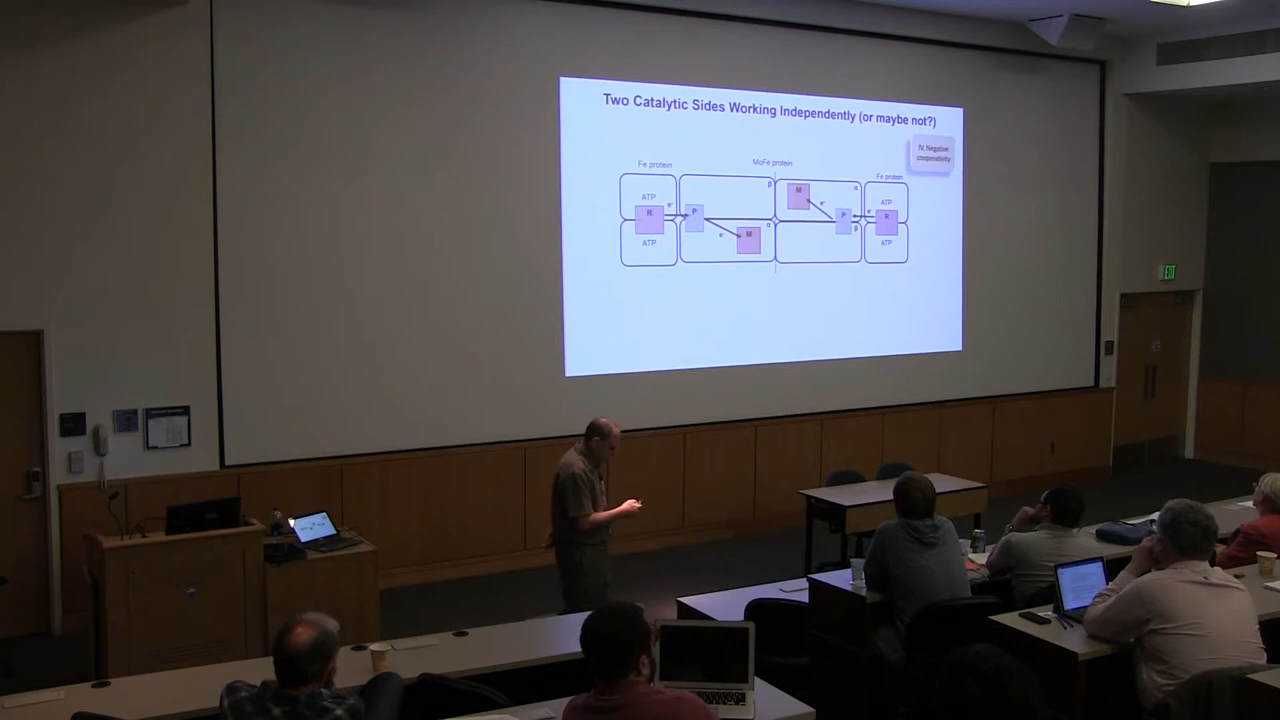 Two Catalytic Sides Working Independently (or maybe not?)
IV. Negative
cooperativity
Fe protein
MoFe protein
Fe protein
ATP
R
ATP
e-
P
e-
M
β
α
M
e-
α
P
β
e-
ATP
R
ATP
EXIT